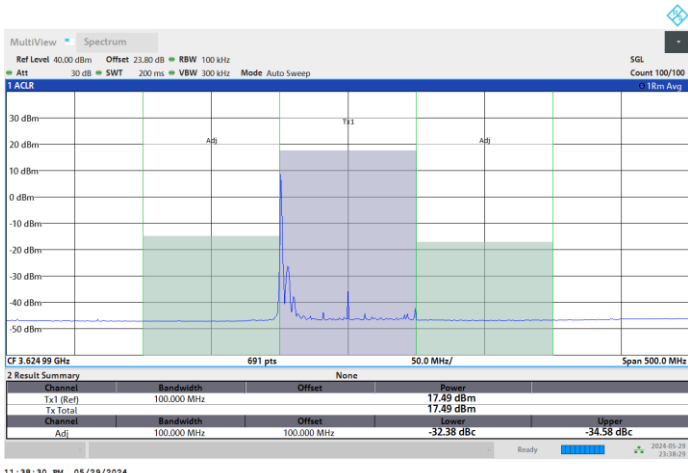 MultiView Spectrum
Ref Level 40.00 dBm Offset 23.80 dB RBW 100 kHz SGL
Att 30 dB SWT 200 ms VBW 300 kHz Mode Auto Sweep Count 100/100
1 ACLR 1Rm Avg
30 dBm
Tx1
20 dBm
Adj Adj
10 dBm
0 dBm
-10 dBm
-20 dBm
-30 dBm
-40 dBm
-50 dBm
CF 3.624 99 GHz 691 pts 50.0 MHz/ Span 500.0 MHz
2 Result Summary None
Channel Bandwidth Offset Power
Tx1 (Ref) 100.000 MHz 17.49 dBm
Tx Total 17.49 dBm
Channel Bandwidth Offset Lower Upper
Adj 100.000 MHz 100.000 MHz -32.38 dBc -34.58 dBc
Ready 2024-05-29
23:38:29
11:38:30 PM 05/29/2024